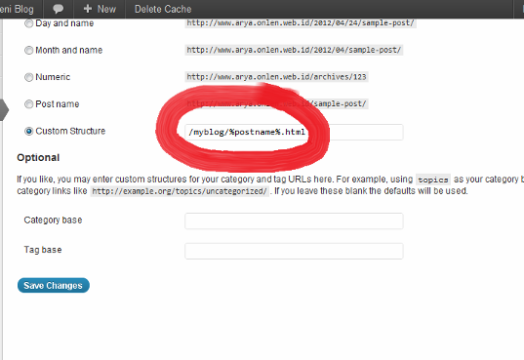 eni Blog + New Delete Cache
Day and name http://www.arya.onlen.web.id/2012/04/24/sample-post/
Month and name http://www.arya.onlen.web.id/2012/04/sample-post/
Numeric http://www.arya.onlen.web.id/archives/123
Post name /sample-post/
Custom Structure /myblog/%postname%.html
Optional
If you like, you may enter custom structures for your category and tag URLs here. For example, using topics as your category b
category links like http://example.org/topics/uncategorized/ . If you leave these blank the defaults will be used.
Category base
Tag base
Save Changes